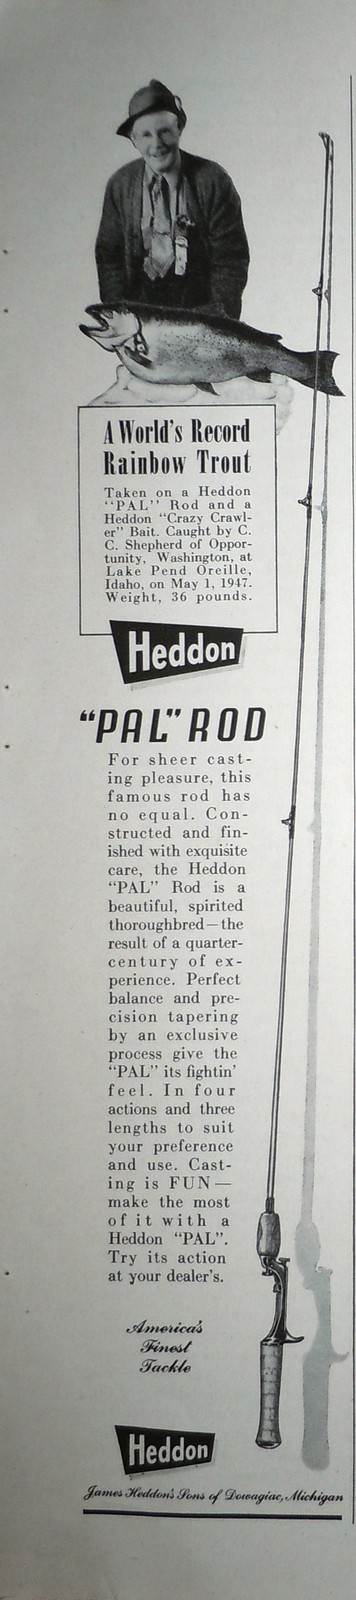 A World's Record
Rainbow Trout
Taken on a Heddon
"PAL" Rod and a
Heddon "Crazy Crawl-
er" Bait. Caught by C.
C. Shepherd of Oppor-
tunity, Washington, at
Lake Pend Oreille,
Idaho, on May 1, 1947.
Weight, 36 pounds.
Heddon
"PAL" ROD
For sheer cast-
ing pleasure, this
famous rod has
no equal. Con-
structed and fin-
ished with exquisite
care, the Heddon
"PAL" Rod is a
beautiful, spirited
thoroughbred—the
result of a quarter-
century of ex-
perience. Perfect
balance and pre-
cision tapering
by an exclusive
process give the
"PAL" its fightin'
feel. In four
actions and three
lengths to suit
your preference
and use. Cast-
ing is FUN—
make the most
of it with a
Heddon "PAL".
Try its action
at your dealer's.
America's
Finest
Tackle
Heddon
James Heddon's Sons of Dowagiac, Michigan